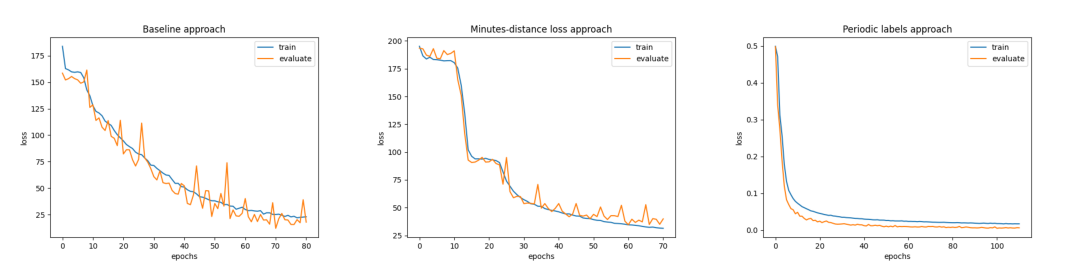 Baseline approach
175
150
125
100
75
50
25
0
10
20
30
40
50
60
70
80
loss
epochs
train
evaluate
Minutes-distance loss approach
200
175
150
125
100
75
50
25
0
10
20
30
40
50
60
70
loss
epochs
train
evaluate
Periodic labels approach
0.5
0.4
0.3
0.2
0.1
0.0
0
20
40
60
80
100
loss
epochs
train
evaluate